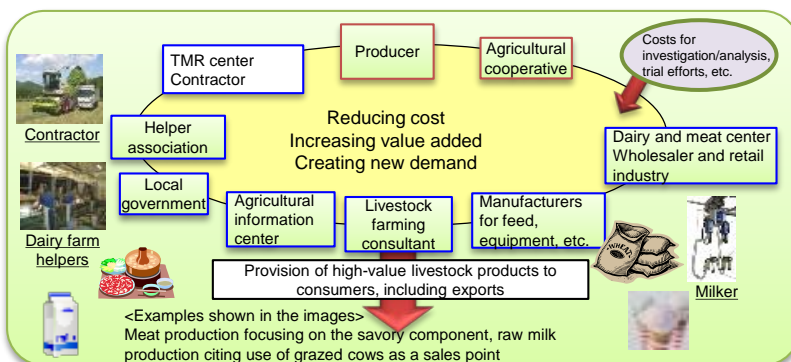 Producer
Agricultural
cooperative
Costs for
investigation/analysis,
trial efforts, etc.
TMR center
Contractor
Contractor
Reducing cost
Increasing value added
Creating new demand
Helper
association
Dairy and meat center
Wholesaler and retail
industry
Local
government
Agricultural
information
center
Livestock
farming
consultant
Manufacturers
for feed,
equipment, etc.
Dairy farm
helpers
WHEAT
Milker
Provision of high-value livestock products to
consumers, including exports
<Examples shown in the images>
Meat production focusing on the savory component, raw milk
production citing use of grazed cows as a sales point